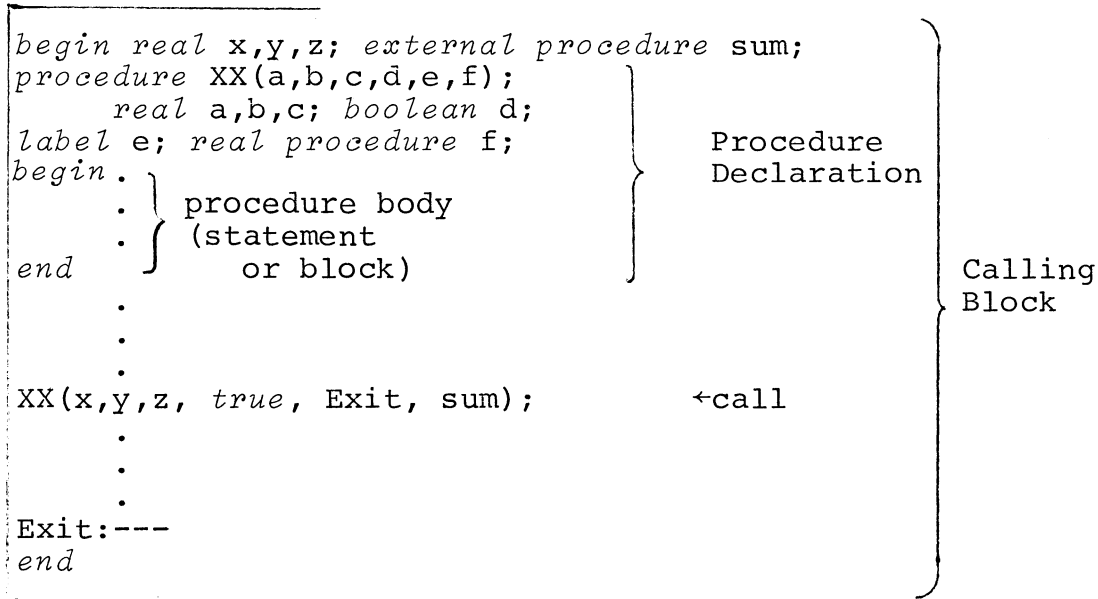 begin real x,y,z; external procedure sum;
procedure XX(a,b,c,d,e,f);
real a,b,c; boolean d;
label e; real procedure f;
begin .
.
.
end
procedure body
(statement
or block)
Procedure
Declaration
.
.
.
XX(x,y,z, true, Exit, sum); ←call
.
.
.
Exit:---
end
Calling
Block